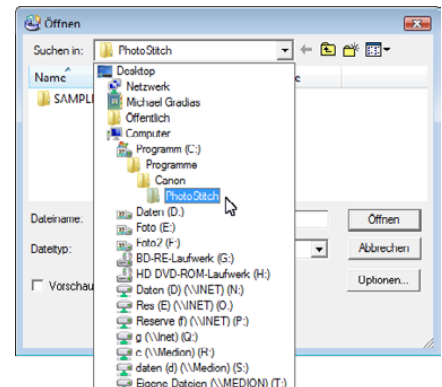 Öffnen
Suchen in: PhotoStitch
Name
SAMPL
Desktop
Netzwerk
Michael Gradias
Öffentlich
Computer
Programm (C:)
Programme
Canon
PhotoStitch
Daten (D:)
Foto (E:)
Foto2 (F:)
BD-RE-Laufwerk (G:)
HD DVD-ROM-Laufwerk (H:)
Daten (D) (\\INET) (N:)
Res (E) (\\INET) (O:)
Reserve (f) (\\INET) (P:)
g (\\Inet) (Q:)
c (\\Medion) (R:)
daten (d) (\\Medion) (S:)
Eigene Dateien (\\MEDION) (T:)
Dateiname:
Öffnen
Dateityp:
Abbrechen
Vorschau
Optionen...